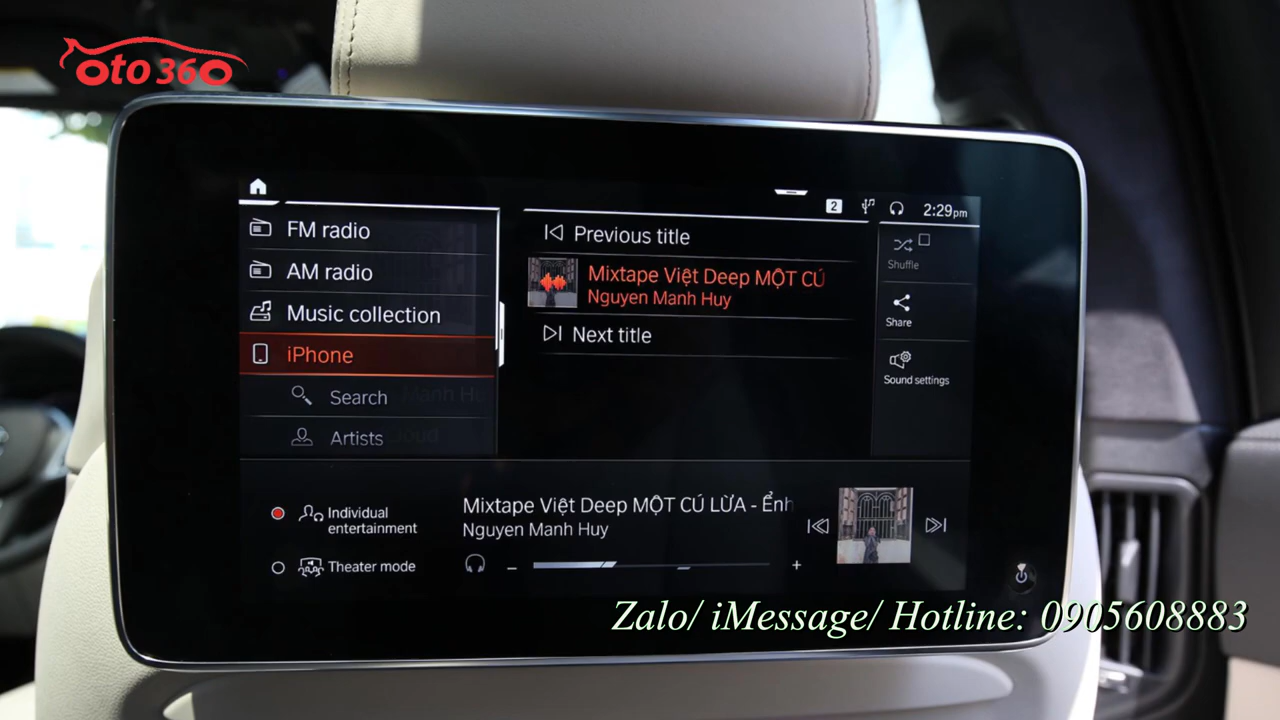 oto 360
2 2:29pm
FM radio
AM radio
Music collection
iPhone
Search
Artists
Previous title
Mixtape Việt Deep MỘT CÚ
Nguyen Manh Huy
Next title
Shuffle
Share
Sound settings
Individual
entertainment
Theater mode
Mixtape Việt Deep MỘT CÚ LỪA - Ểnh
Nguyen Manh Huy
− +
Zalo/ iMessage/ Hotline: 0905608883